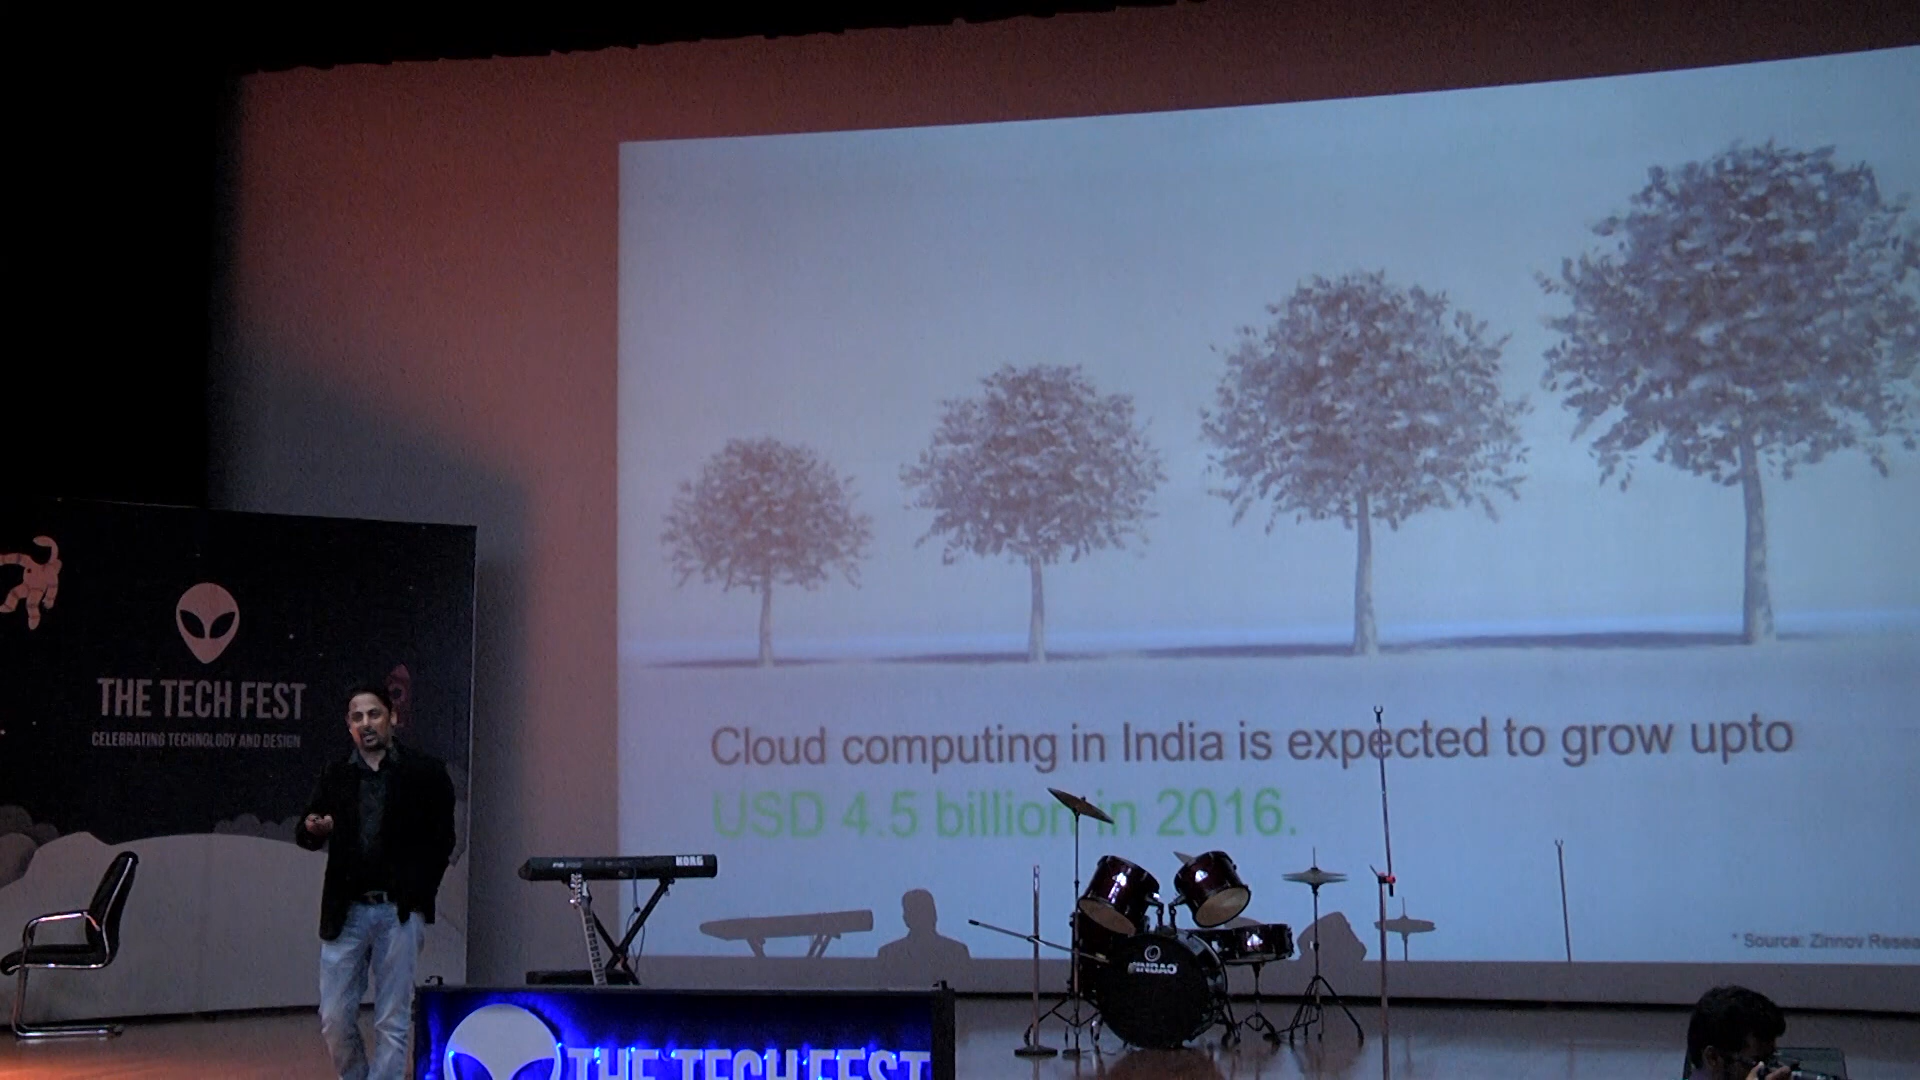 Cloud computing in India is expected to grow upto
USD 4.5 billion in 2016.
* Source: Zinnov
THE TECH FEST
CELEBRATING TECHNOLOGY AND DESIGN
KORG
THE TECH FEST